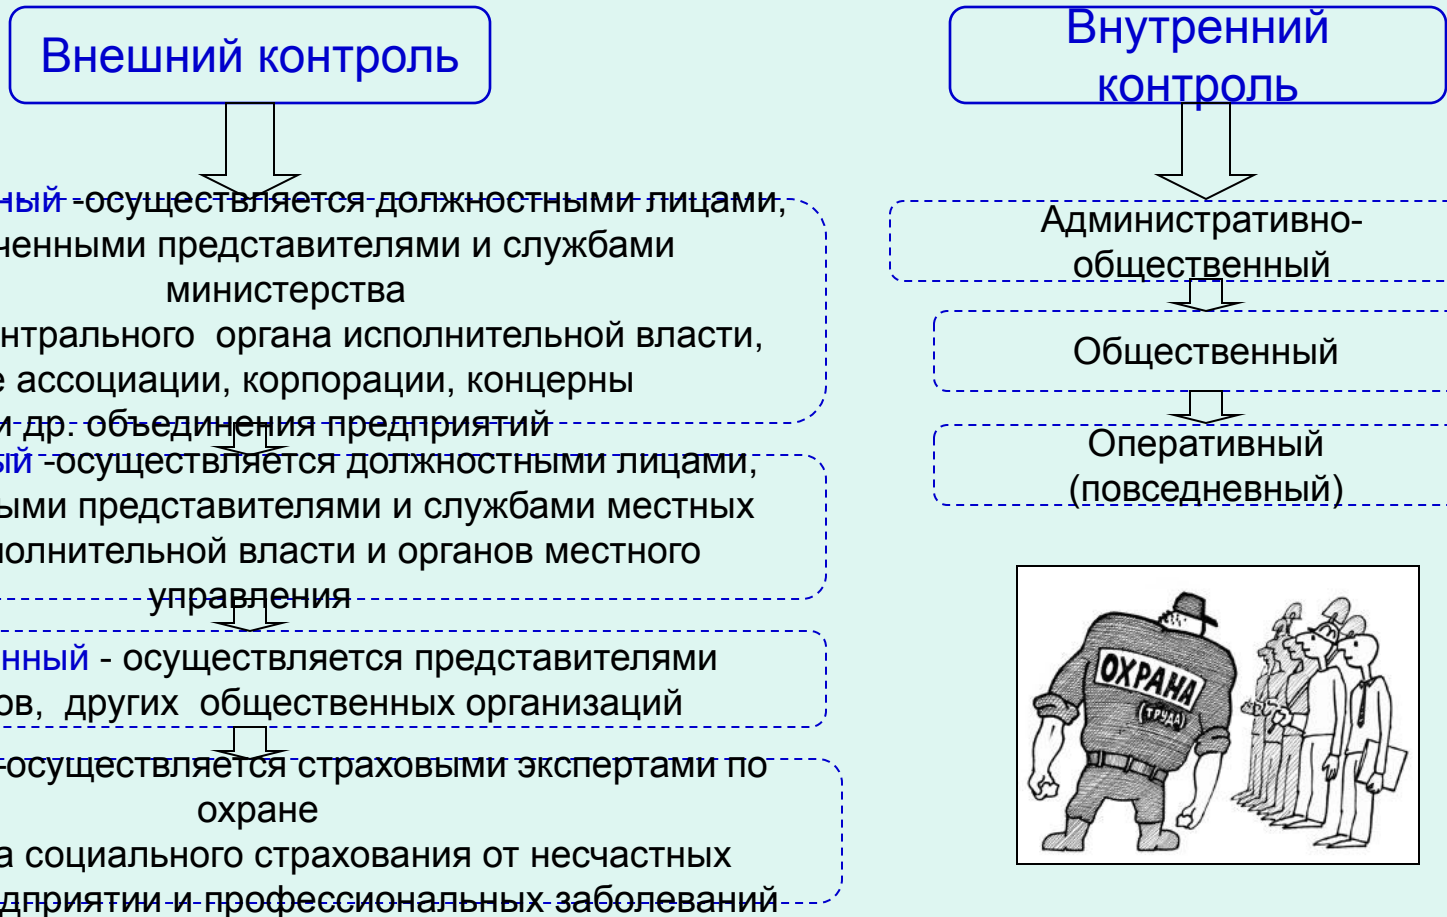 Внешний контроль
ный -осуществляется должностными лицами,
ченными представителями и службами
министерства
нтрального органа исполнительной власти,
е ассоциации, корпорации, концерны
и др. объединения предприятий
ый -осуществляется должностными лицами,
ыми представителями и службами местных
полнительной власти и органов местного
управления
нный - осуществляется представителями
ов, других общественных организаций
-осуществляется страховыми экспертами по
охране
а социального страхования от несчастных
дприятии и профессиональных заболеваний
Внутренний
контроль
Административно-
общественный
Общественный
Оперативный
(повседневный)
ОХРАНА
(ТРУДА)